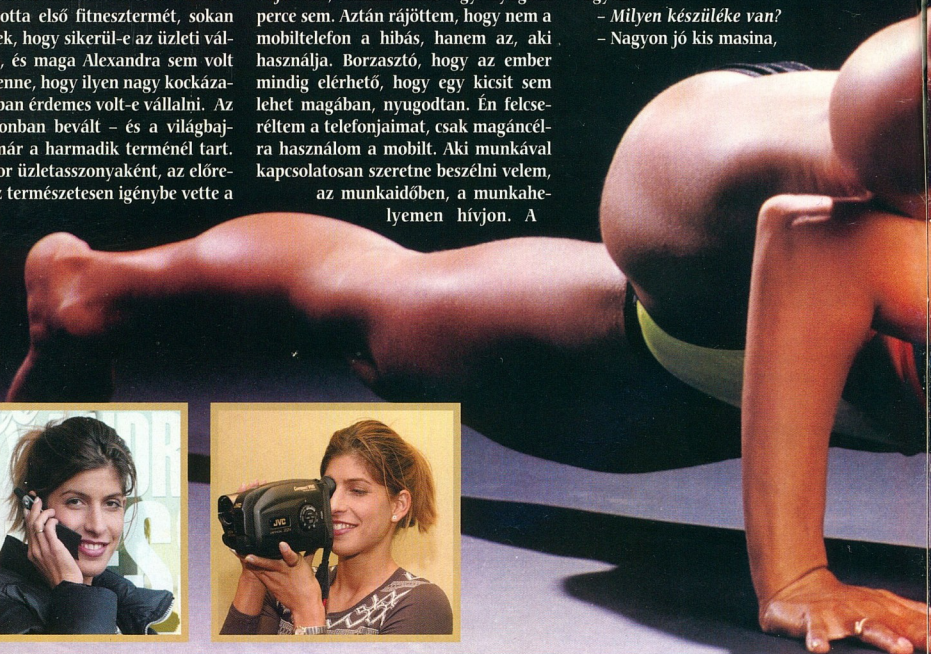 otta első fitnesztermét, sokan
ek, hogy sikerül-e az üzleti vál-
, és maga Alexandra sem volt
enne, hogy ilyen nagy kockáza-
ban érdemes volt-e vállalni. Az
onban bevált – és a világbaj-
már a harmadik terménél tart.
or üzletasszonyaként, az előre-
z természetesen igénybe vette a
perce sem. Aztán rájöttem, hogy nem a
mobiltelefon a hibás, hanem az, aki
használja. Borzasztó, hogy az ember
mindig elérhető, hogy egy kicsit sem
lehet magában, nyugodtan. Én felcse-
réltem a telefonjaimat, csak magáncél-
ra használom a mobilt. Aki munkával
kapcsolatosan szeretne beszélni velem,
az munkaidőben, a munkahe-
lyemen hívjon. A
– Milyen készüléke van?
– Nagyon jó kis masina,
JVC